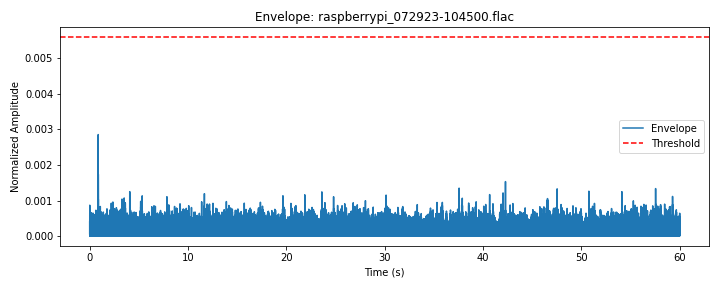 Envelope: raspberrypi_072923-104500.flac
Normalized Amplitude
0.005
0.004
0.003
0.002
0.001
0.000
Envelope
Threshold
0 10 20 30 40 50 60
Time (s)